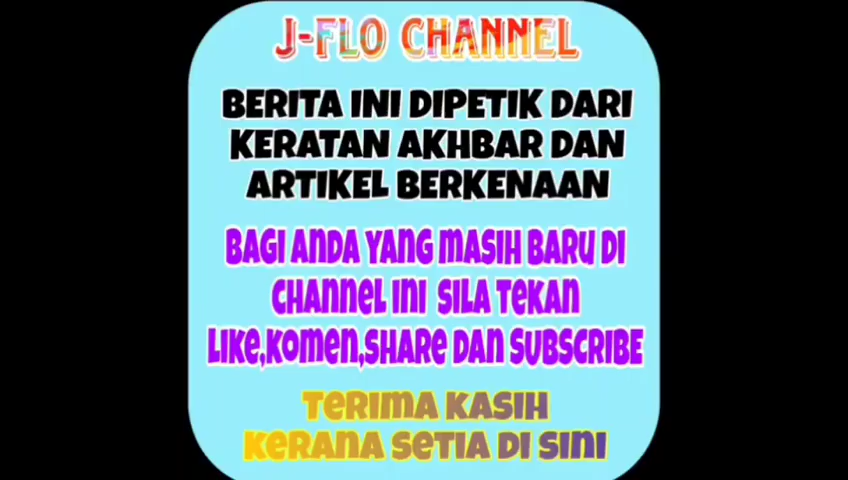 J-FLO CHANNEL
BERITA INI DIPETIK DARI
KERATAN AKHBAR DAN
ARTIKEL BERKENAAN
BAGI ANDA YANG MASIH BARU DI
CHANNEL INI SILA TEKAN
LIKE,KOMEN,SHARE DAN SUBSCRIBE
TERIMA KASIH
KERANA SETIA DI SINI